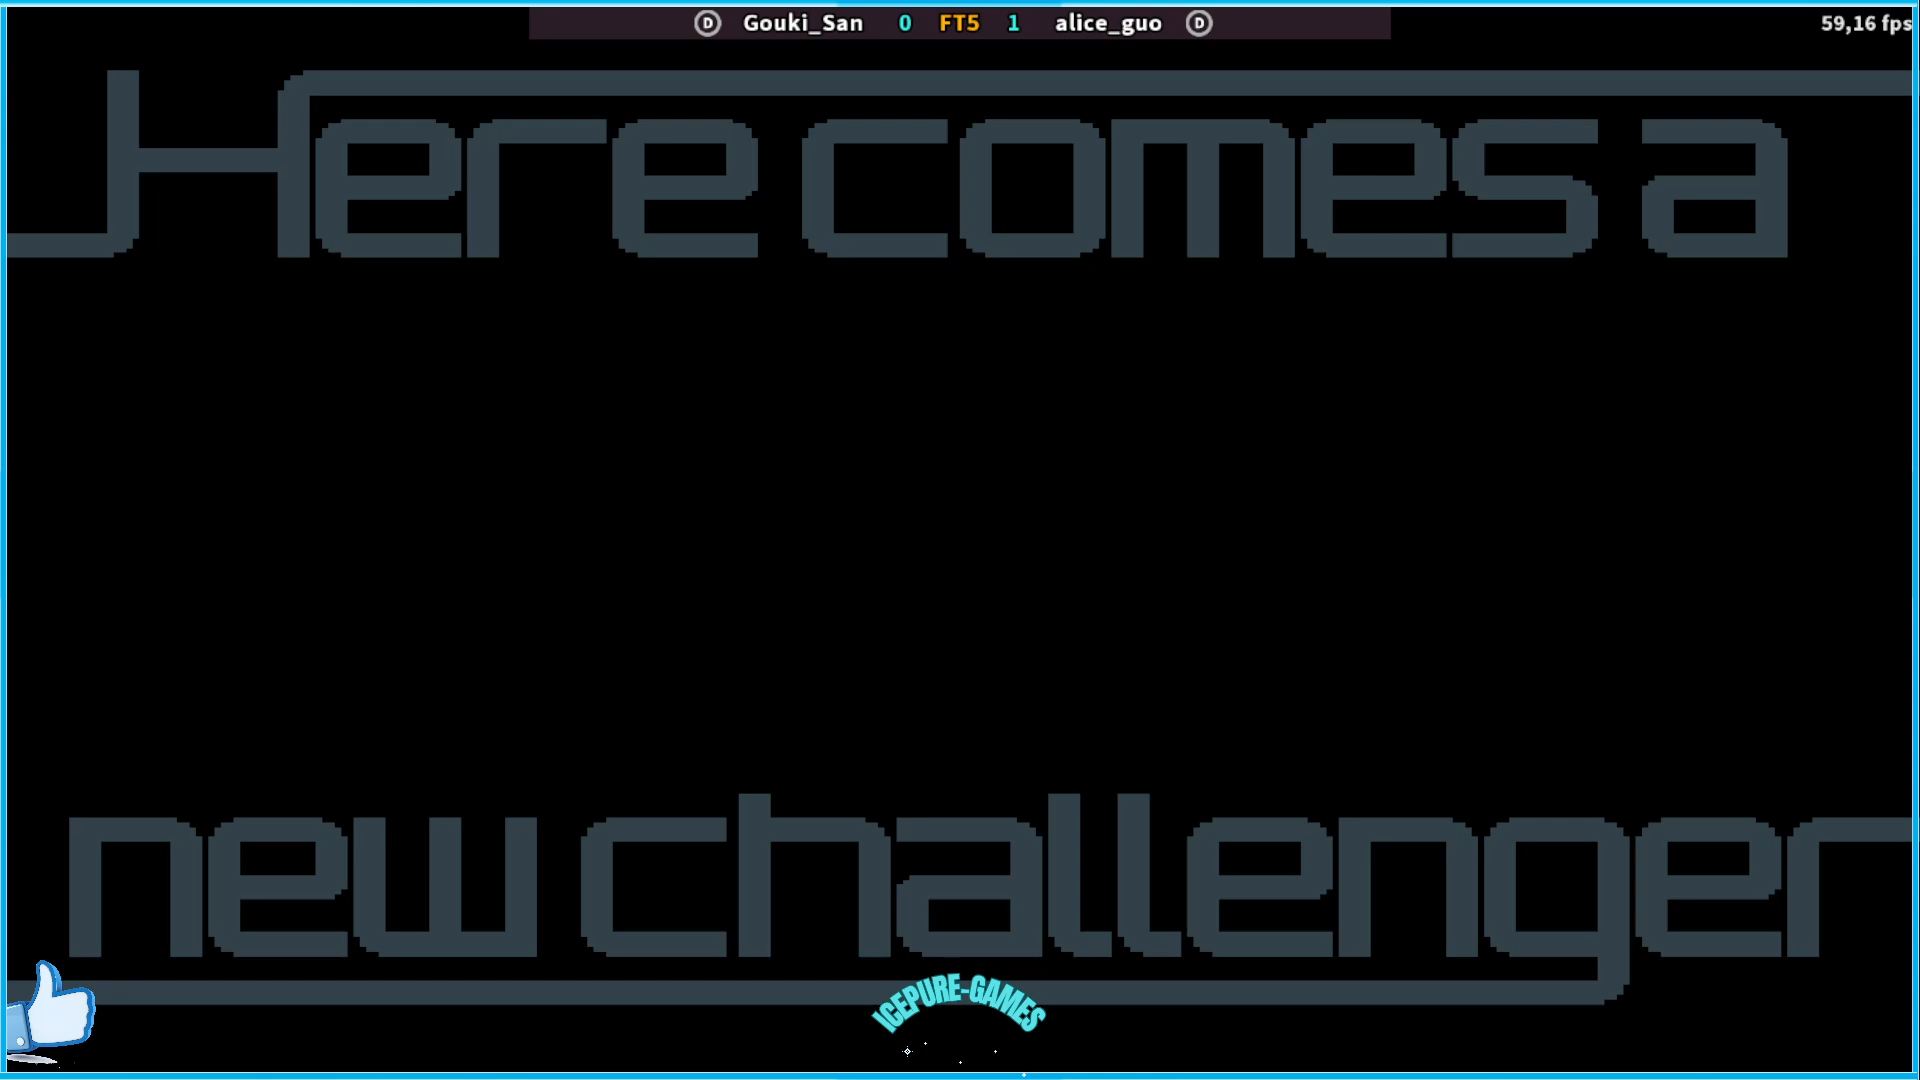 D Gouki_San 0 FT5 1 alice_guo D
59,16 fps
Here comes a
new challenger
ICEPURE-GAMES